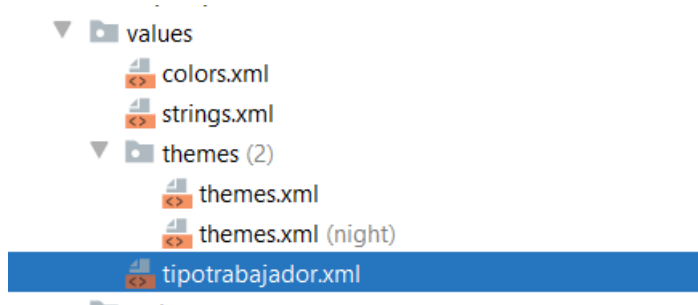 values
colors.xml
strings.xml
themes (2)
themes.xml
themes.xml (night)
tipotrabajador.xml